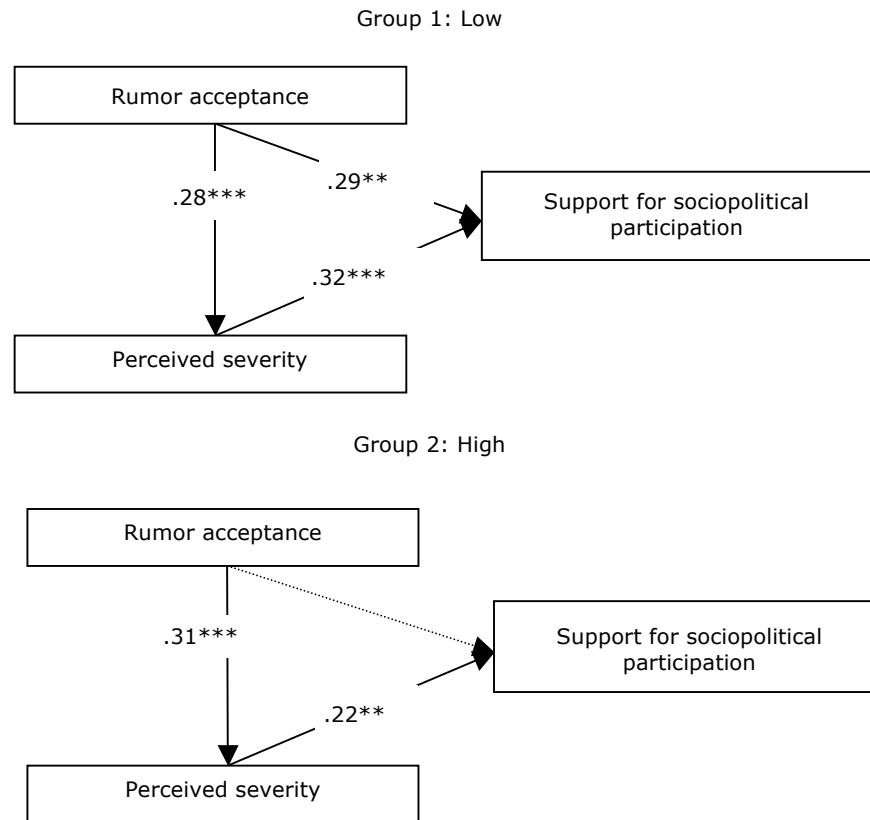 Group 1: Low
Rumor acceptance
.28***
.29**
Support for sociopolitical
participation
.32***
Perceived severity
Group 2: High
Rumor acceptance
.31***
Support for sociopolitical
participation
.22**
Perceived severity